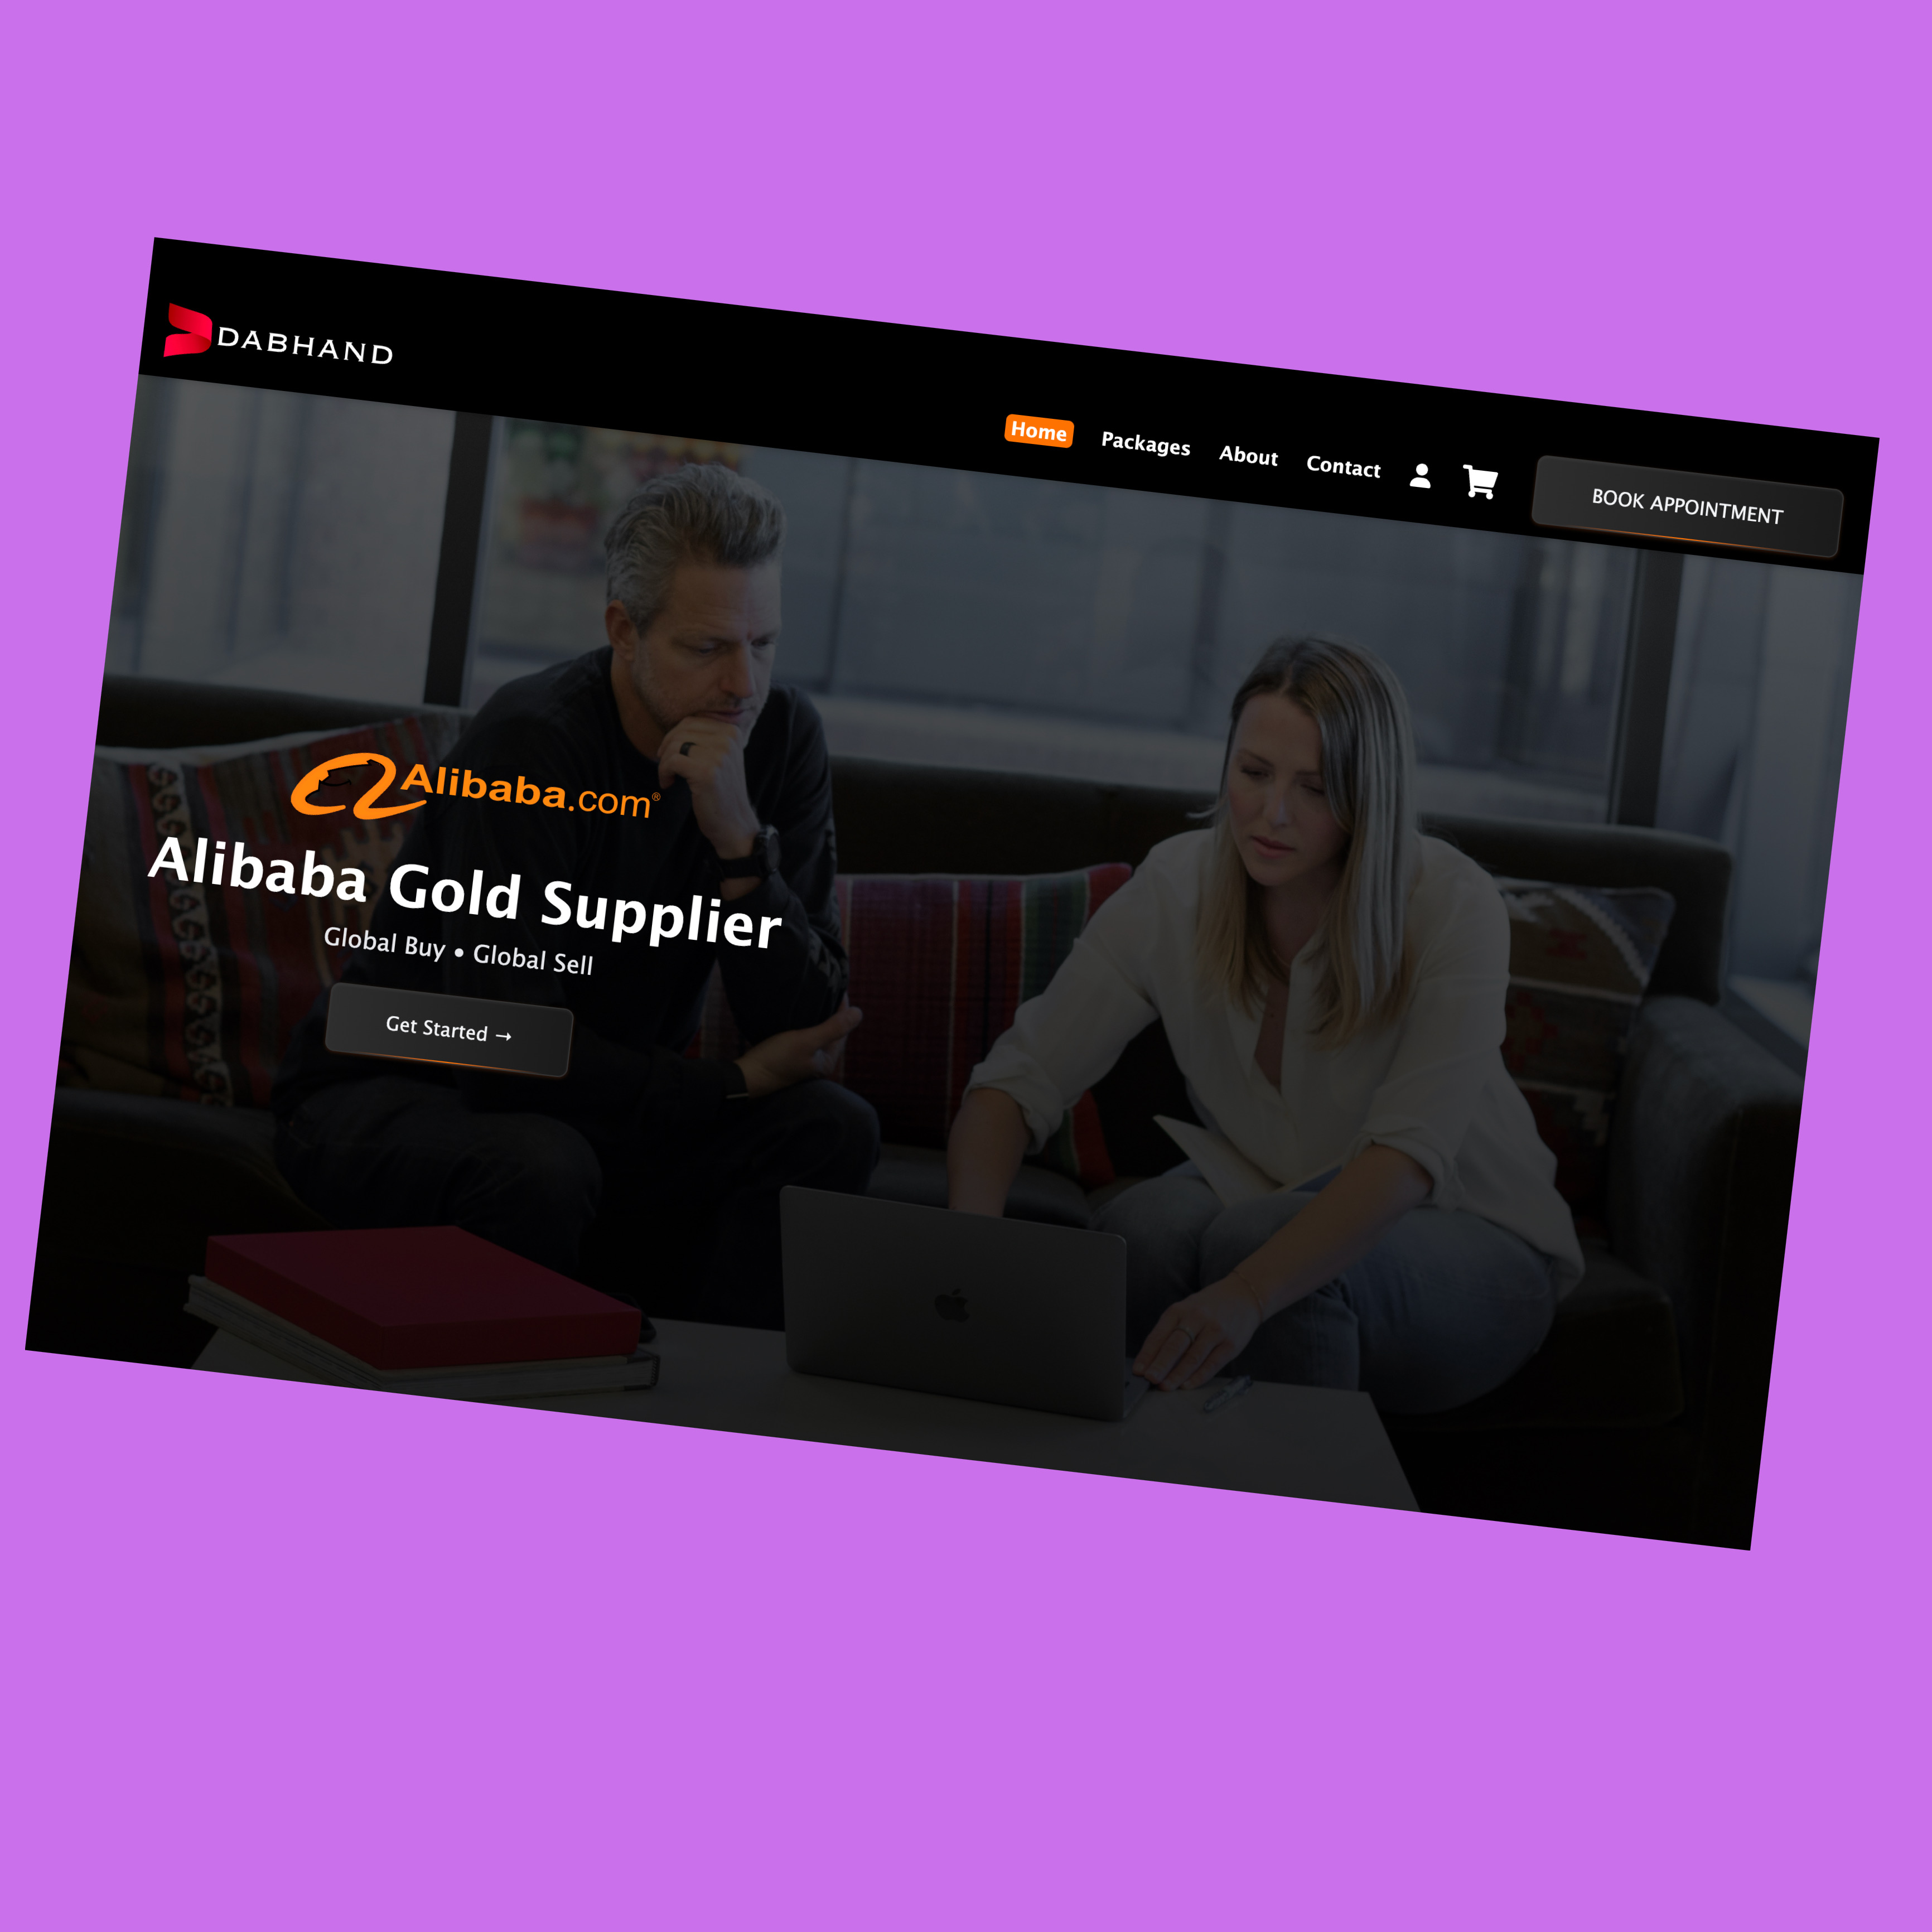 DABHAND
Home Packages About Contact BOOK APPOINTMENT
Alibaba.com®
Alibaba Gold Supplier
Global Buy • Global Sell
Get Started →